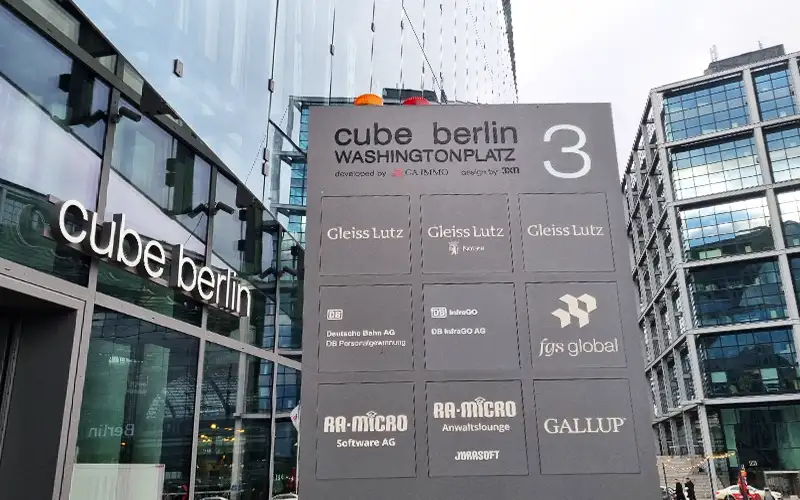 cube berlin
cube berlin
WASHINGTONPLATZ
developed by CA IMMO design by 3XN
3
Gleiss Lutz
Gleiss Lutz
Notare
Gleiss Lutz
DB
Deutsche Bahn AG
DB Personalgewinnung
DB InfraGO
DB InfraGO AG
fgs global
RA-MICRO
Software AG
RA-MICRO
Anwaltslounge
JURASOFT
GALLUP
Berlin